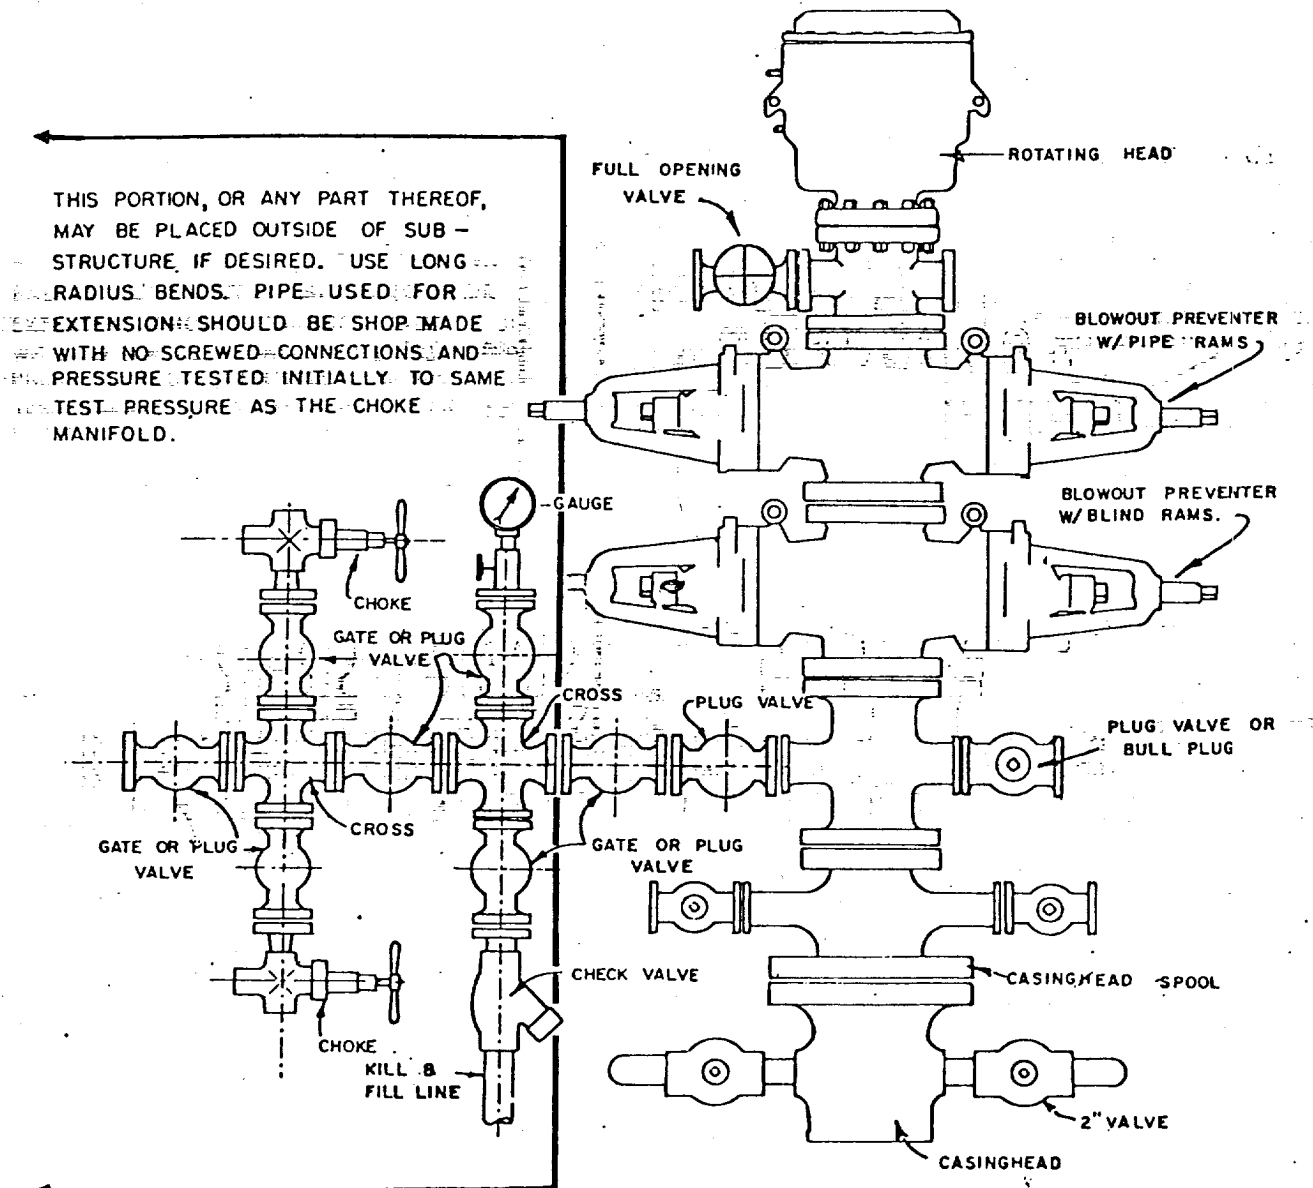 ROTATING HEAD
FULL OPENING
VALVE
THIS PORTION, OR ANY PART THEREOF,
MAY BE PLACED OUTSIDE OF SUB-
STRUCTURE IF DESIRED. USE LONG
RADIUS BENDS. PIPE USED FOR
EXTENSION SHOULD BE SHOP MADE
WITH NO SCREWED CONNECTIONS AND
PRESSURE TESTED INITIALLY TO SAME
TEST PRESSURE AS THE CHOKE
MANIFOLD.
BLOWOUT PREVENTER
W/ PIPE RAMS
BLOWOUT PREVENTER
W/ BLIND RAMS.
GAUGE
CHOKE
GATE OR PLUG
VALVE
CROSS
PLUG VALVE
PLUG VALVE OR
BULL PLUG
CROSS
GATE OR PLUG
VALVE
GATE OR PLUG
VALVE
CHECK VALVE
CASINGHEAD SPOOL
CHOKE
KILL &
FILL LINE
2" VALVE
CASINGHEAD